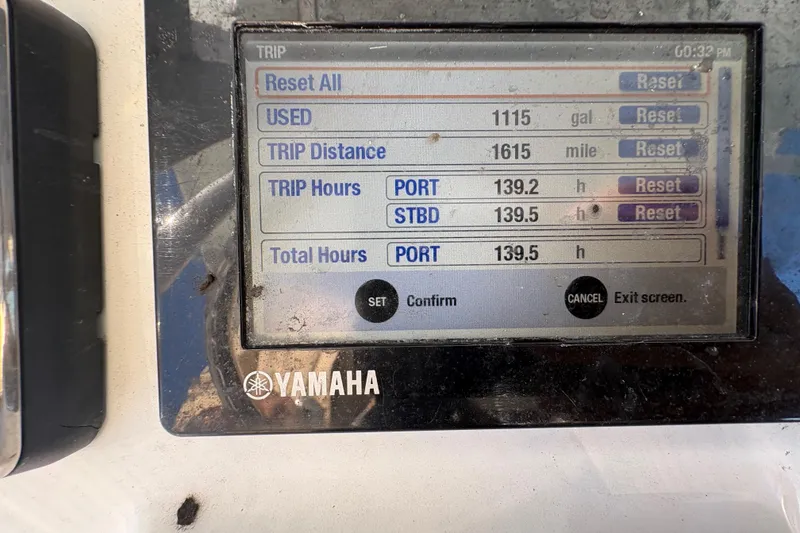 TRIP 00:33 PM
Reset All Reset
USED 1115 gal Reset
TRIP Distance 1615 mile Reset
TRIP Hours PORT 139.2 h Reset
STBD 139.5 h Reset
Total Hours PORT 139.5 h
SET Confirm CANCEL Exit screen.
YAMAHA